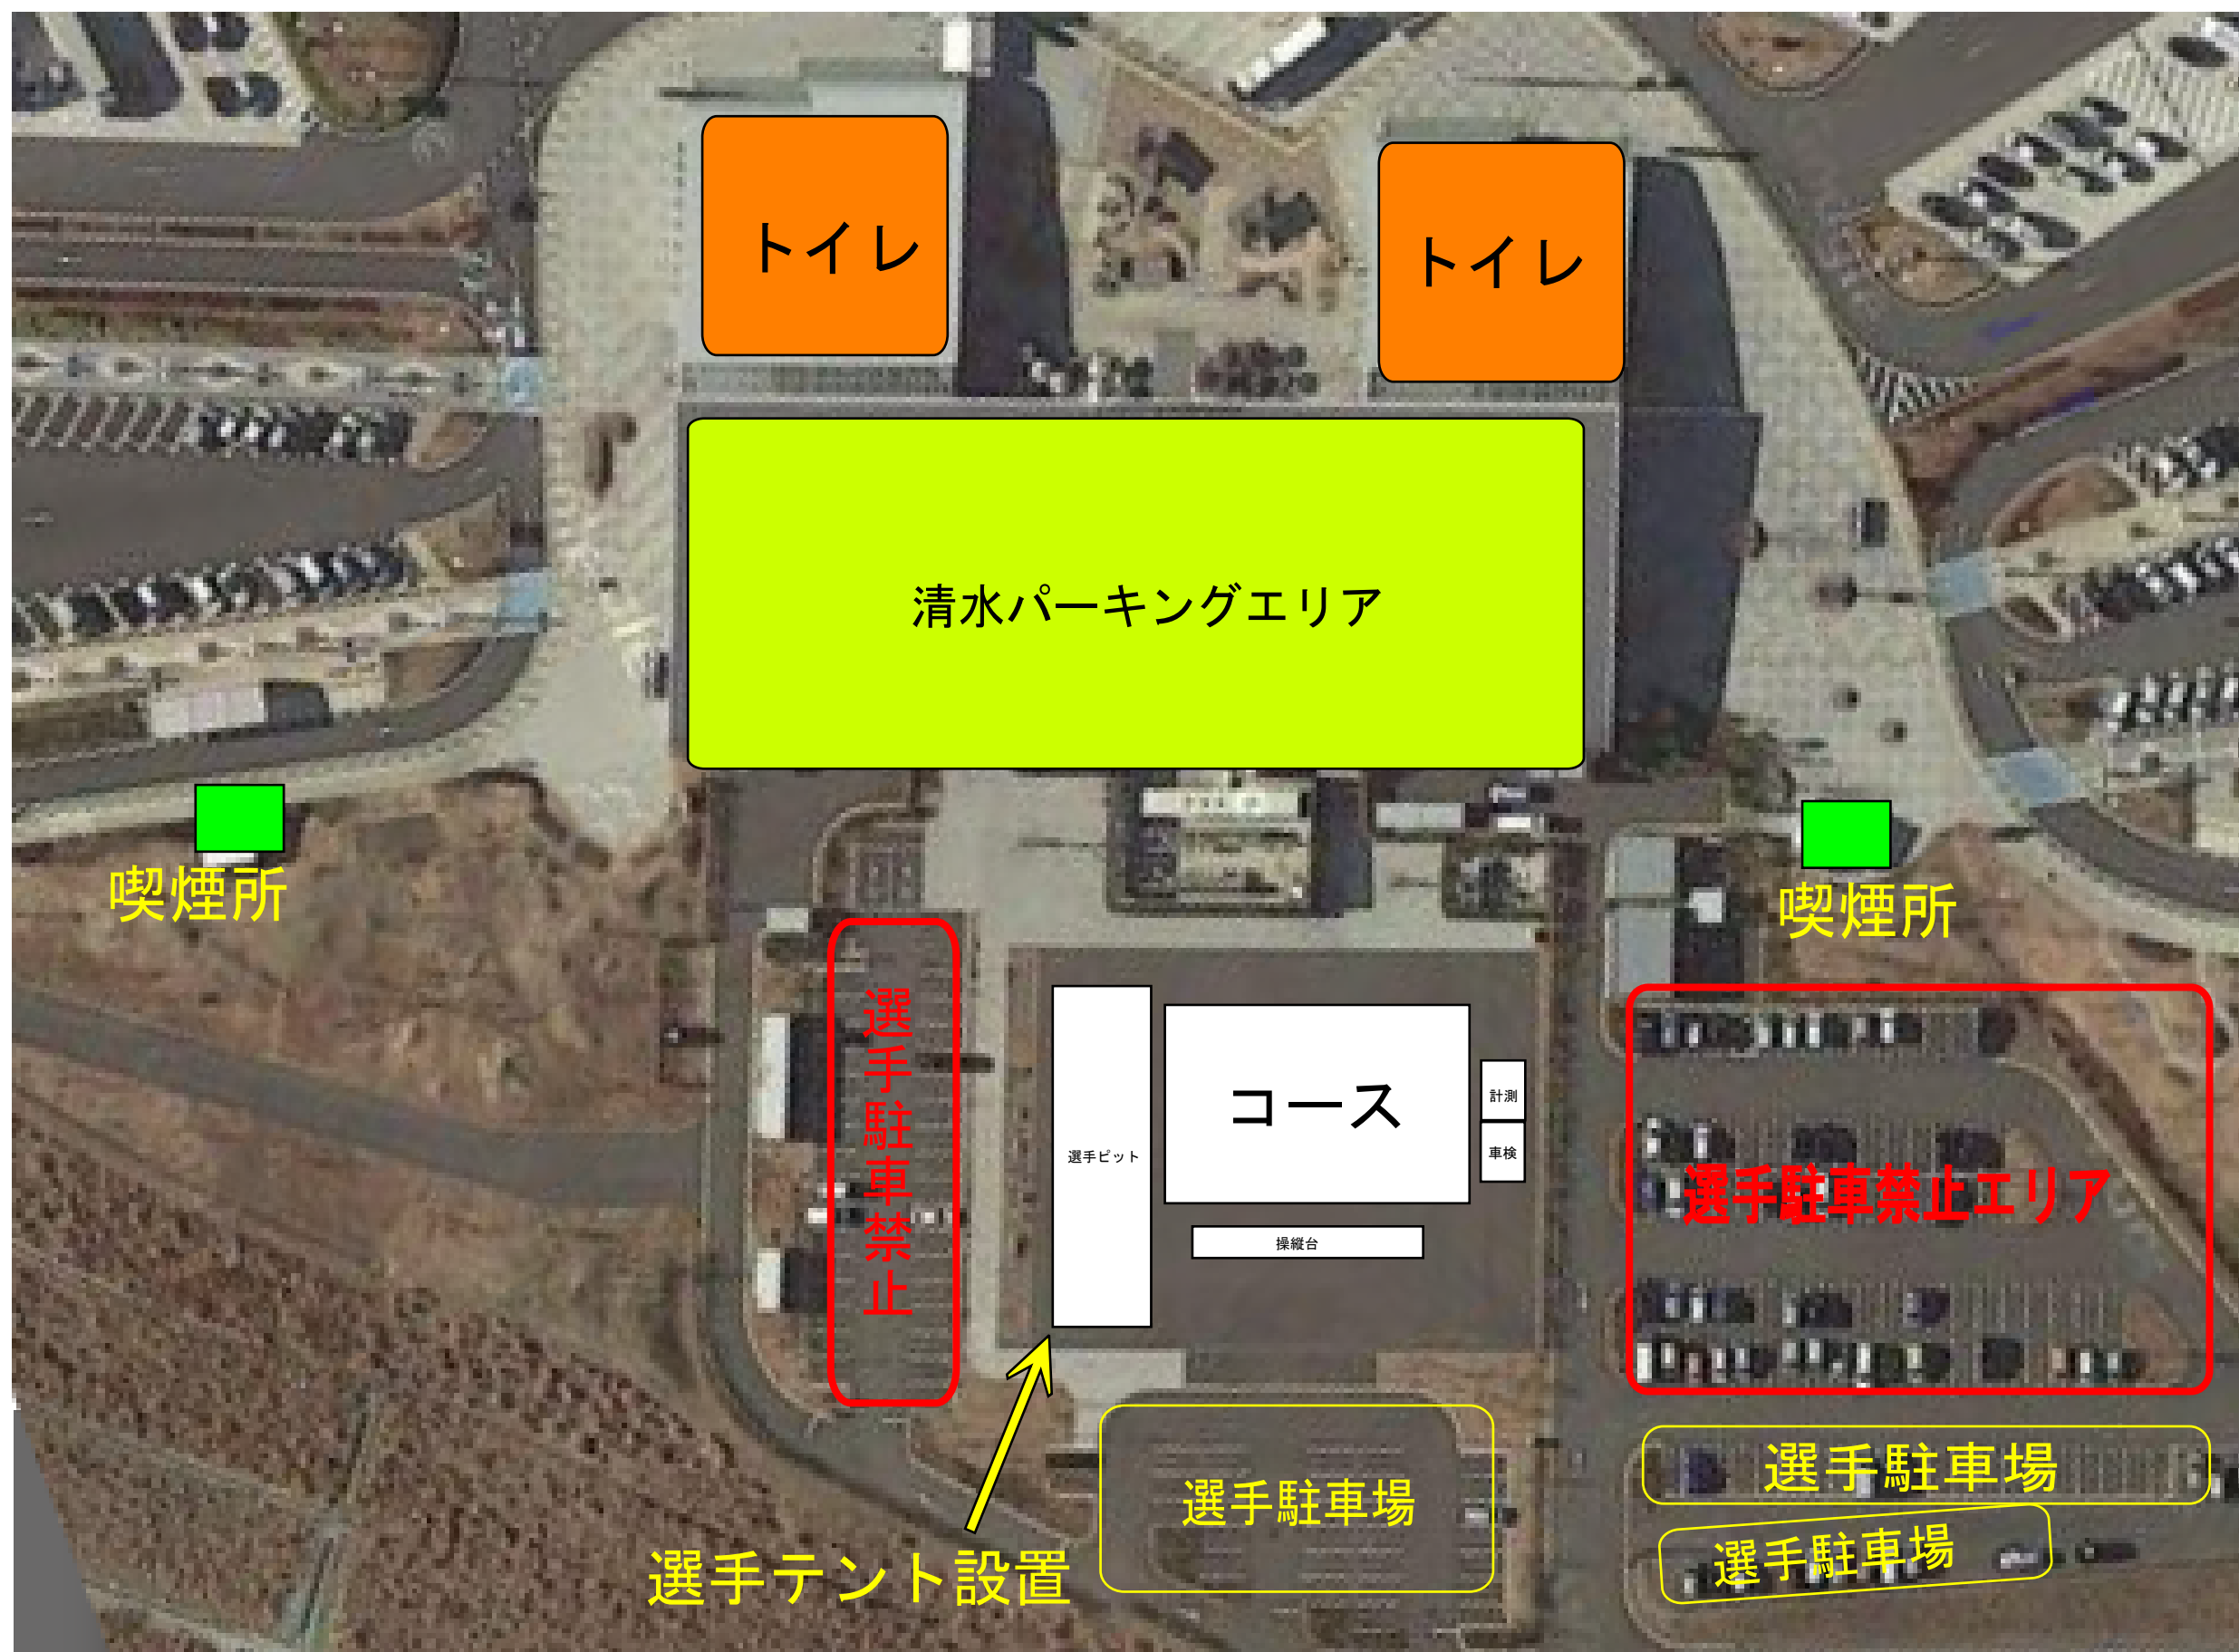 トイレ
トイレ
清水パーキングエリア
喫煙所
喫煙所
選手駐車禁止
選手ピット
コース
計測
車検
操縦台
選手駐車禁止エリア
選手駐車場
選手駐車場
選手駐車場
選手テント設置